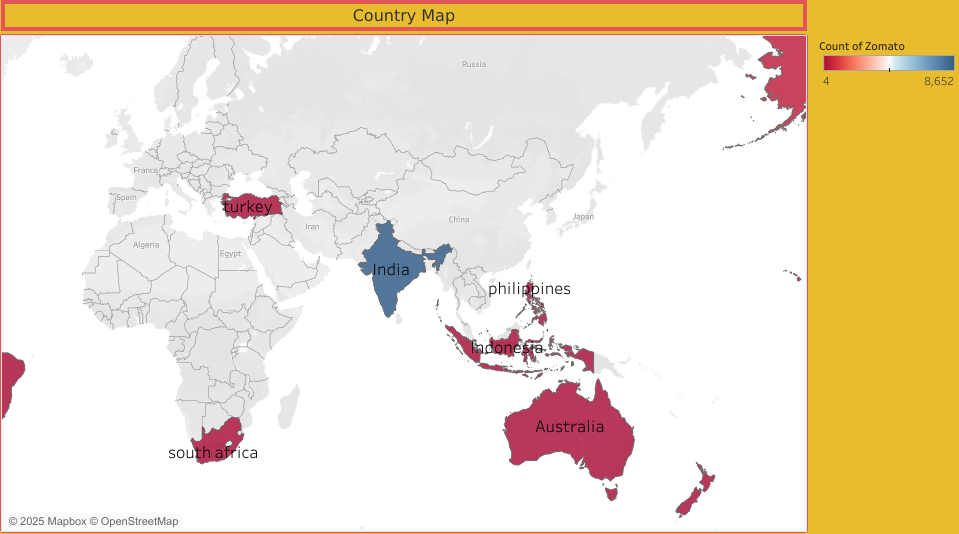 Country Map
Count of Zomato
4
8,652
Russia
France
Spain
turkey
Iran
China
Japan
Algeria
Egypt
India
philippines
Indonesia
Australia
south africa
© 2025 Mapbox © OpenStreetMap